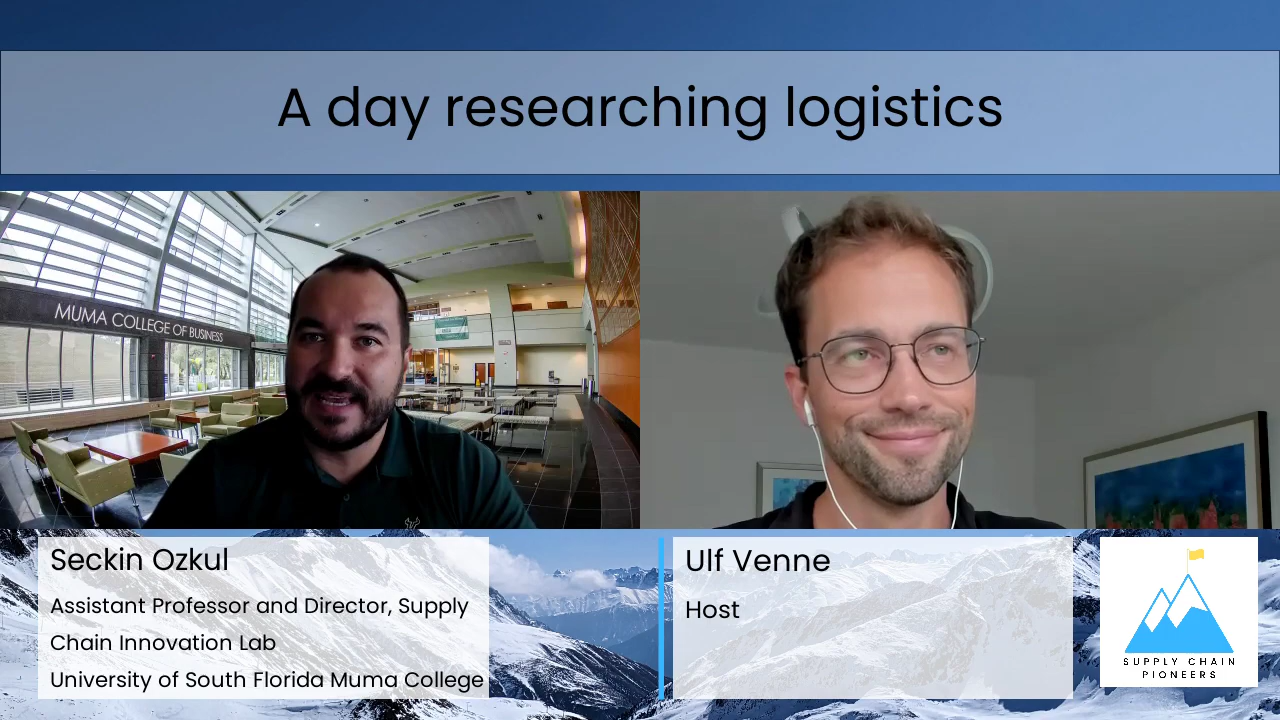 A day researching logistics
MUMA COLLEGE OF BUSINESS
Seckin Ozkul
Assistant Professor and Director, Supply
Chain Innovation Lab
University of South Florida Muma College
Ulf Venne
Host
SUPPLY CHAIN
PIONEERS